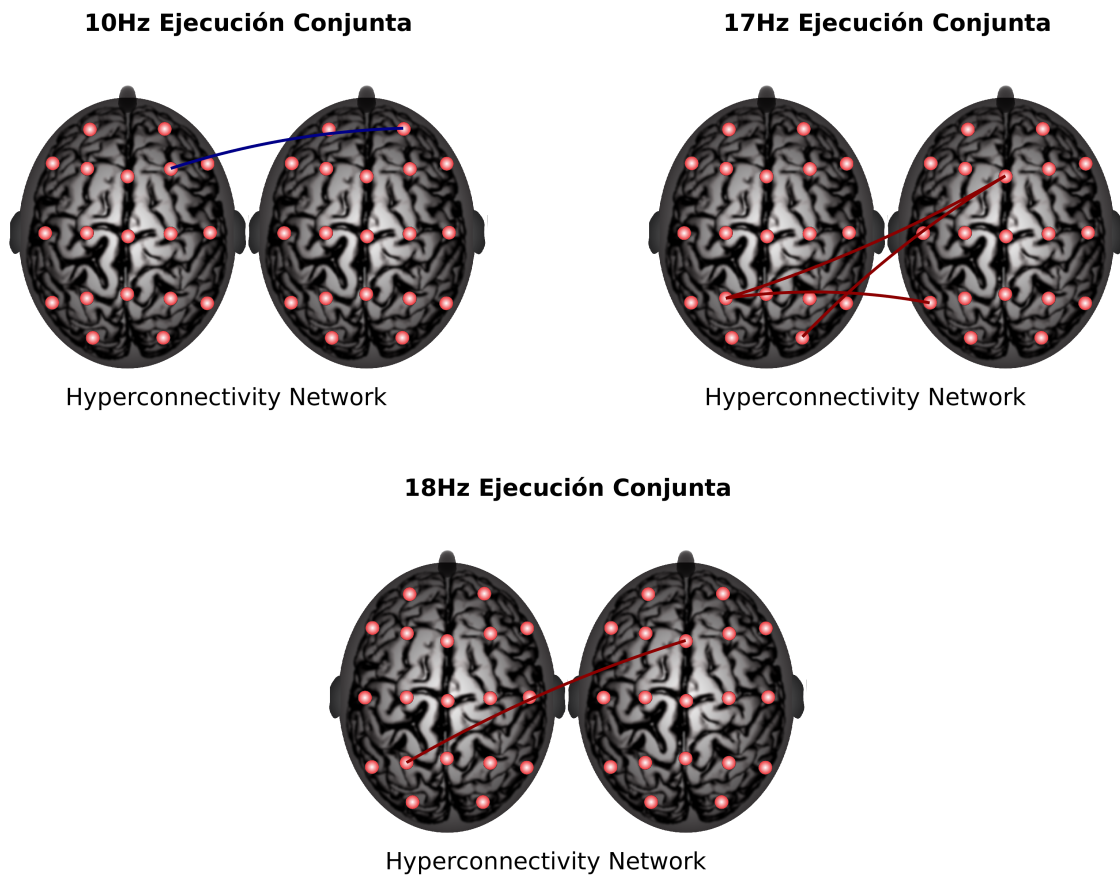 10Hz Ejecución Conjunta
17Hz Ejecución Conjunta
Hyperconnectivity Network
Hyperconnectivity Network
18Hz Ejecución Conjunta
Hyperconnectivity Network